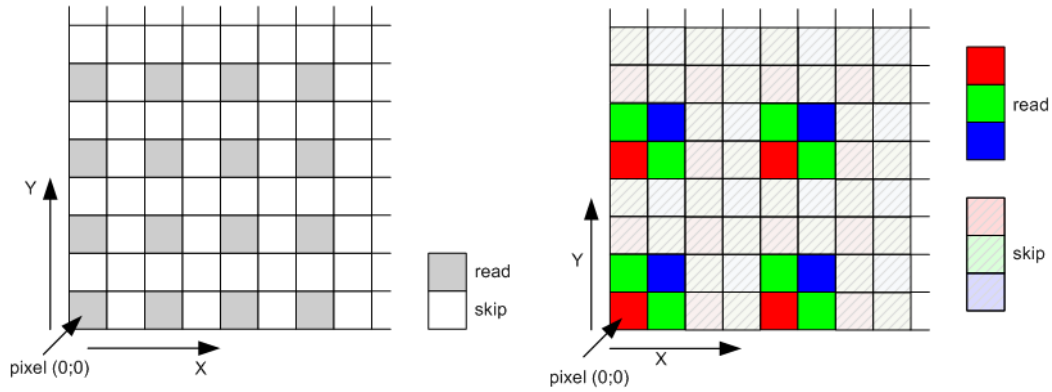 Y
read
skip
pixel (0;0)
X
read
skip
Y
X
pixel (0;0)